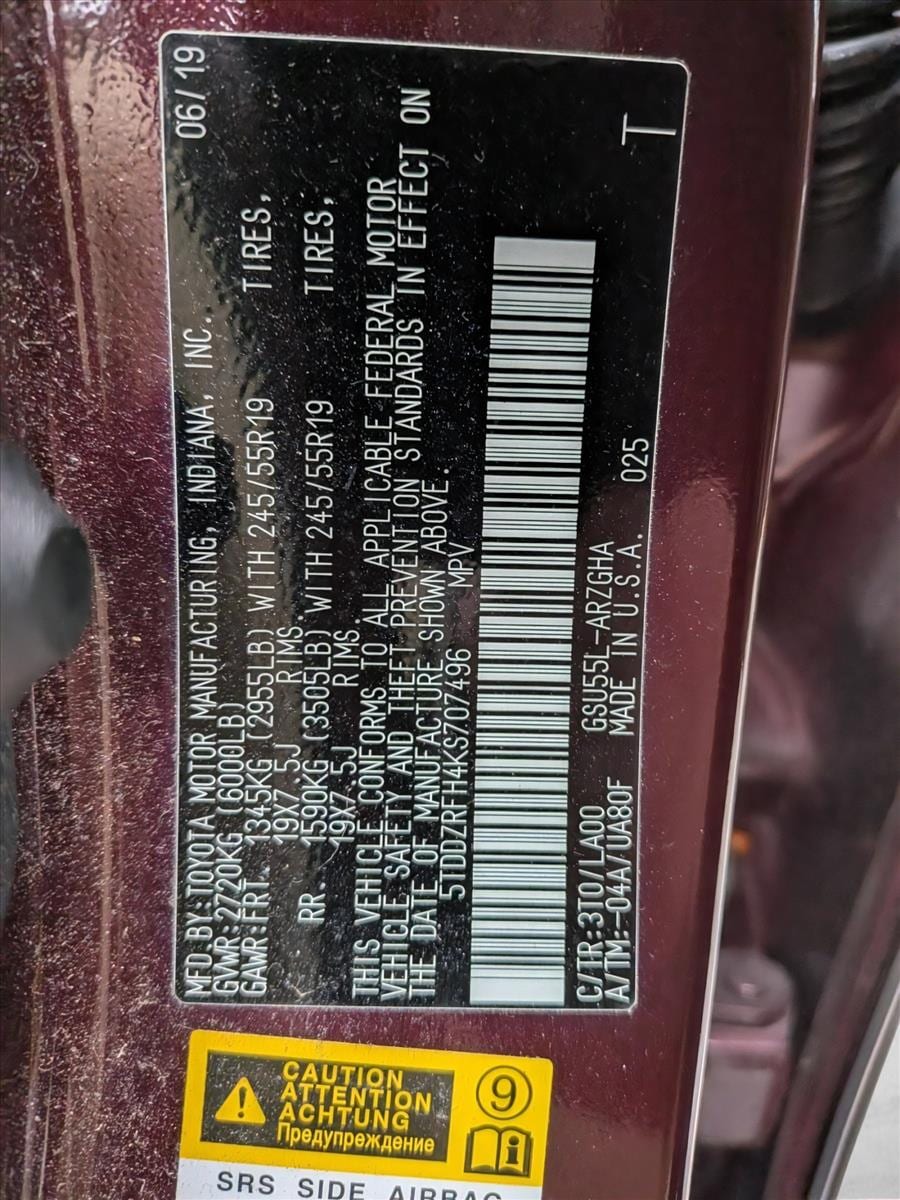 MFD.BY:TOYOTA MOTOR MANUFACTURING, INDIANA, INC. 06/19
GVWR:2720KG (6000LB)
GAWR:FRT. 1345KG (2955LB) WITH 245/55R19 TIRES,
19X7.5J RIMS.
RR. 1590KG (3505LB) WITH 245/55R19 TIRES,
19X7.5J RIMS.
THIS VEHICLE CONFORMS TO ALL APPLICABLE FEDERAL MOTOR
VEHICLE SAFETY AND THEFT PREVENTION STANDARDS IN EFFECT ON
THE DATE OF MANUFACTURE SHOWN ABOVE.
5TDDZRFH4KS707496 MPV
C/TR:3T0/LA00 GSU55L-ARZGHA
A/TM:-04A/UA80F MADE IN U.S.A. 025 T
CAUTION
ATTENTION
ACHTUNG
Предупреждение
9
i
SRS SIDE AIRBAG